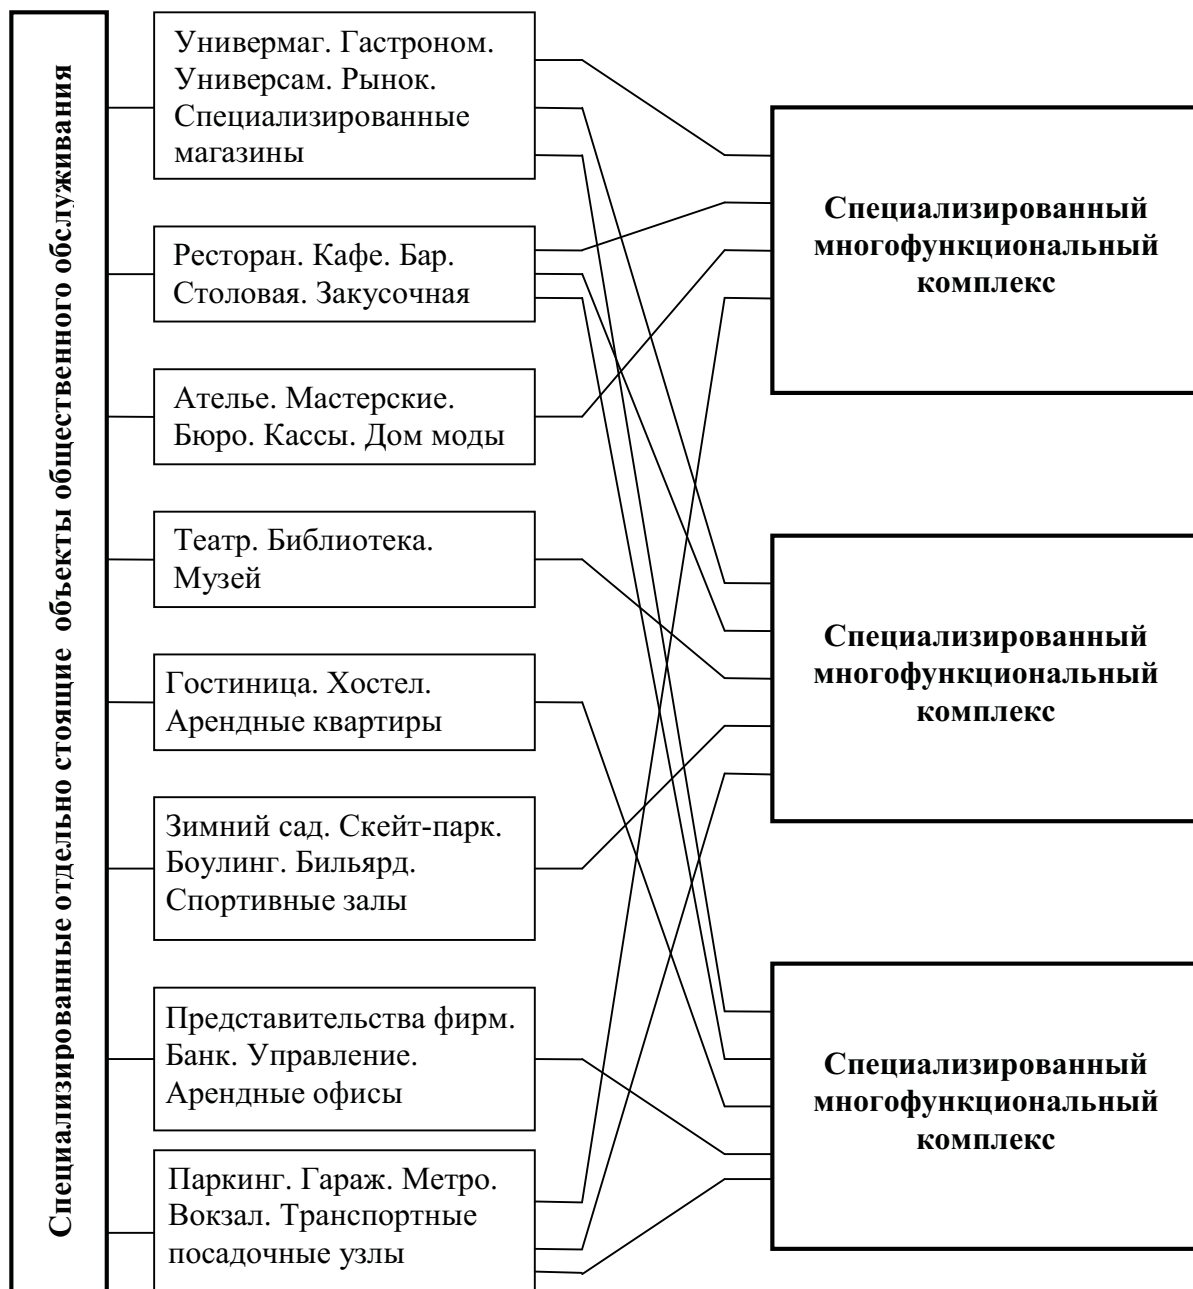 Специализированные отдельно стоящие объекты общественного обслуживания
Универмаг. Гастроном.
Универсам. Рынок.
Специализированные
магазины
Ресторан. Кафе. Бар.
Столовая. Закусочная
Ателье. Мастерские.
Бюро. Кассы. Дом моды
Театр. Библиотека.
Музей
Гостиница. Хостел.
Арендные квартиры
Зимний сад. Скейт-парк.
Боулинг. Бильярд.
Спортивные залы
Представительства фирм.
Банк. Управление.
Арендные офисы
Паркинг. Гараж. Метро.
Вокзал. Транспортные
посадочные узлы
Специализированный
многофункциональный
комплекс
Специализированный
многофункциональный
комплекс
Специализированный
многофункциональный
комплекс